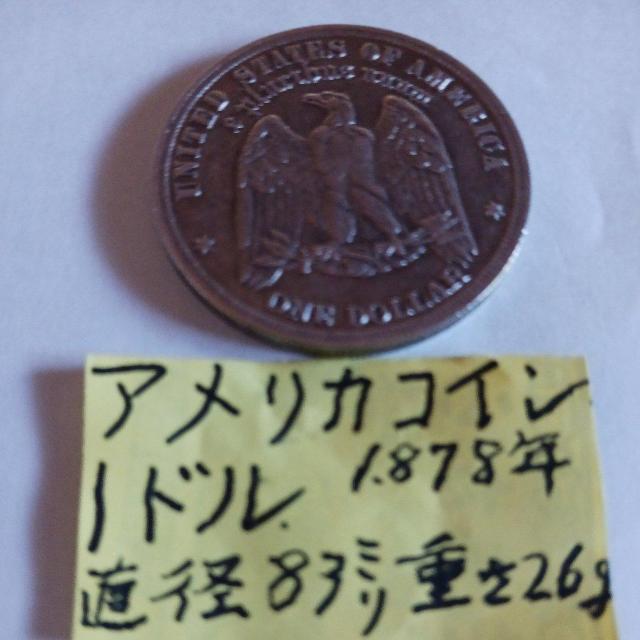 UNITED STATES OF AMERICA
ONE DOLLAR
アメリカコイン
1ドル 1.878年
直径83ミリ重さ26g